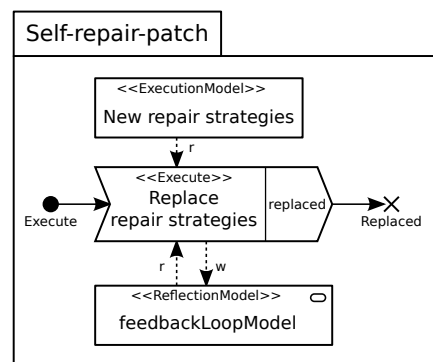 Self-repair-patch
<<ExecutionModel>>
New repair strategies
r
<<Execute>>
Replace
repair strategies
replaced
Execute
Replaced
r
w
<<ReflectionModel>>
feedbackLoopModel